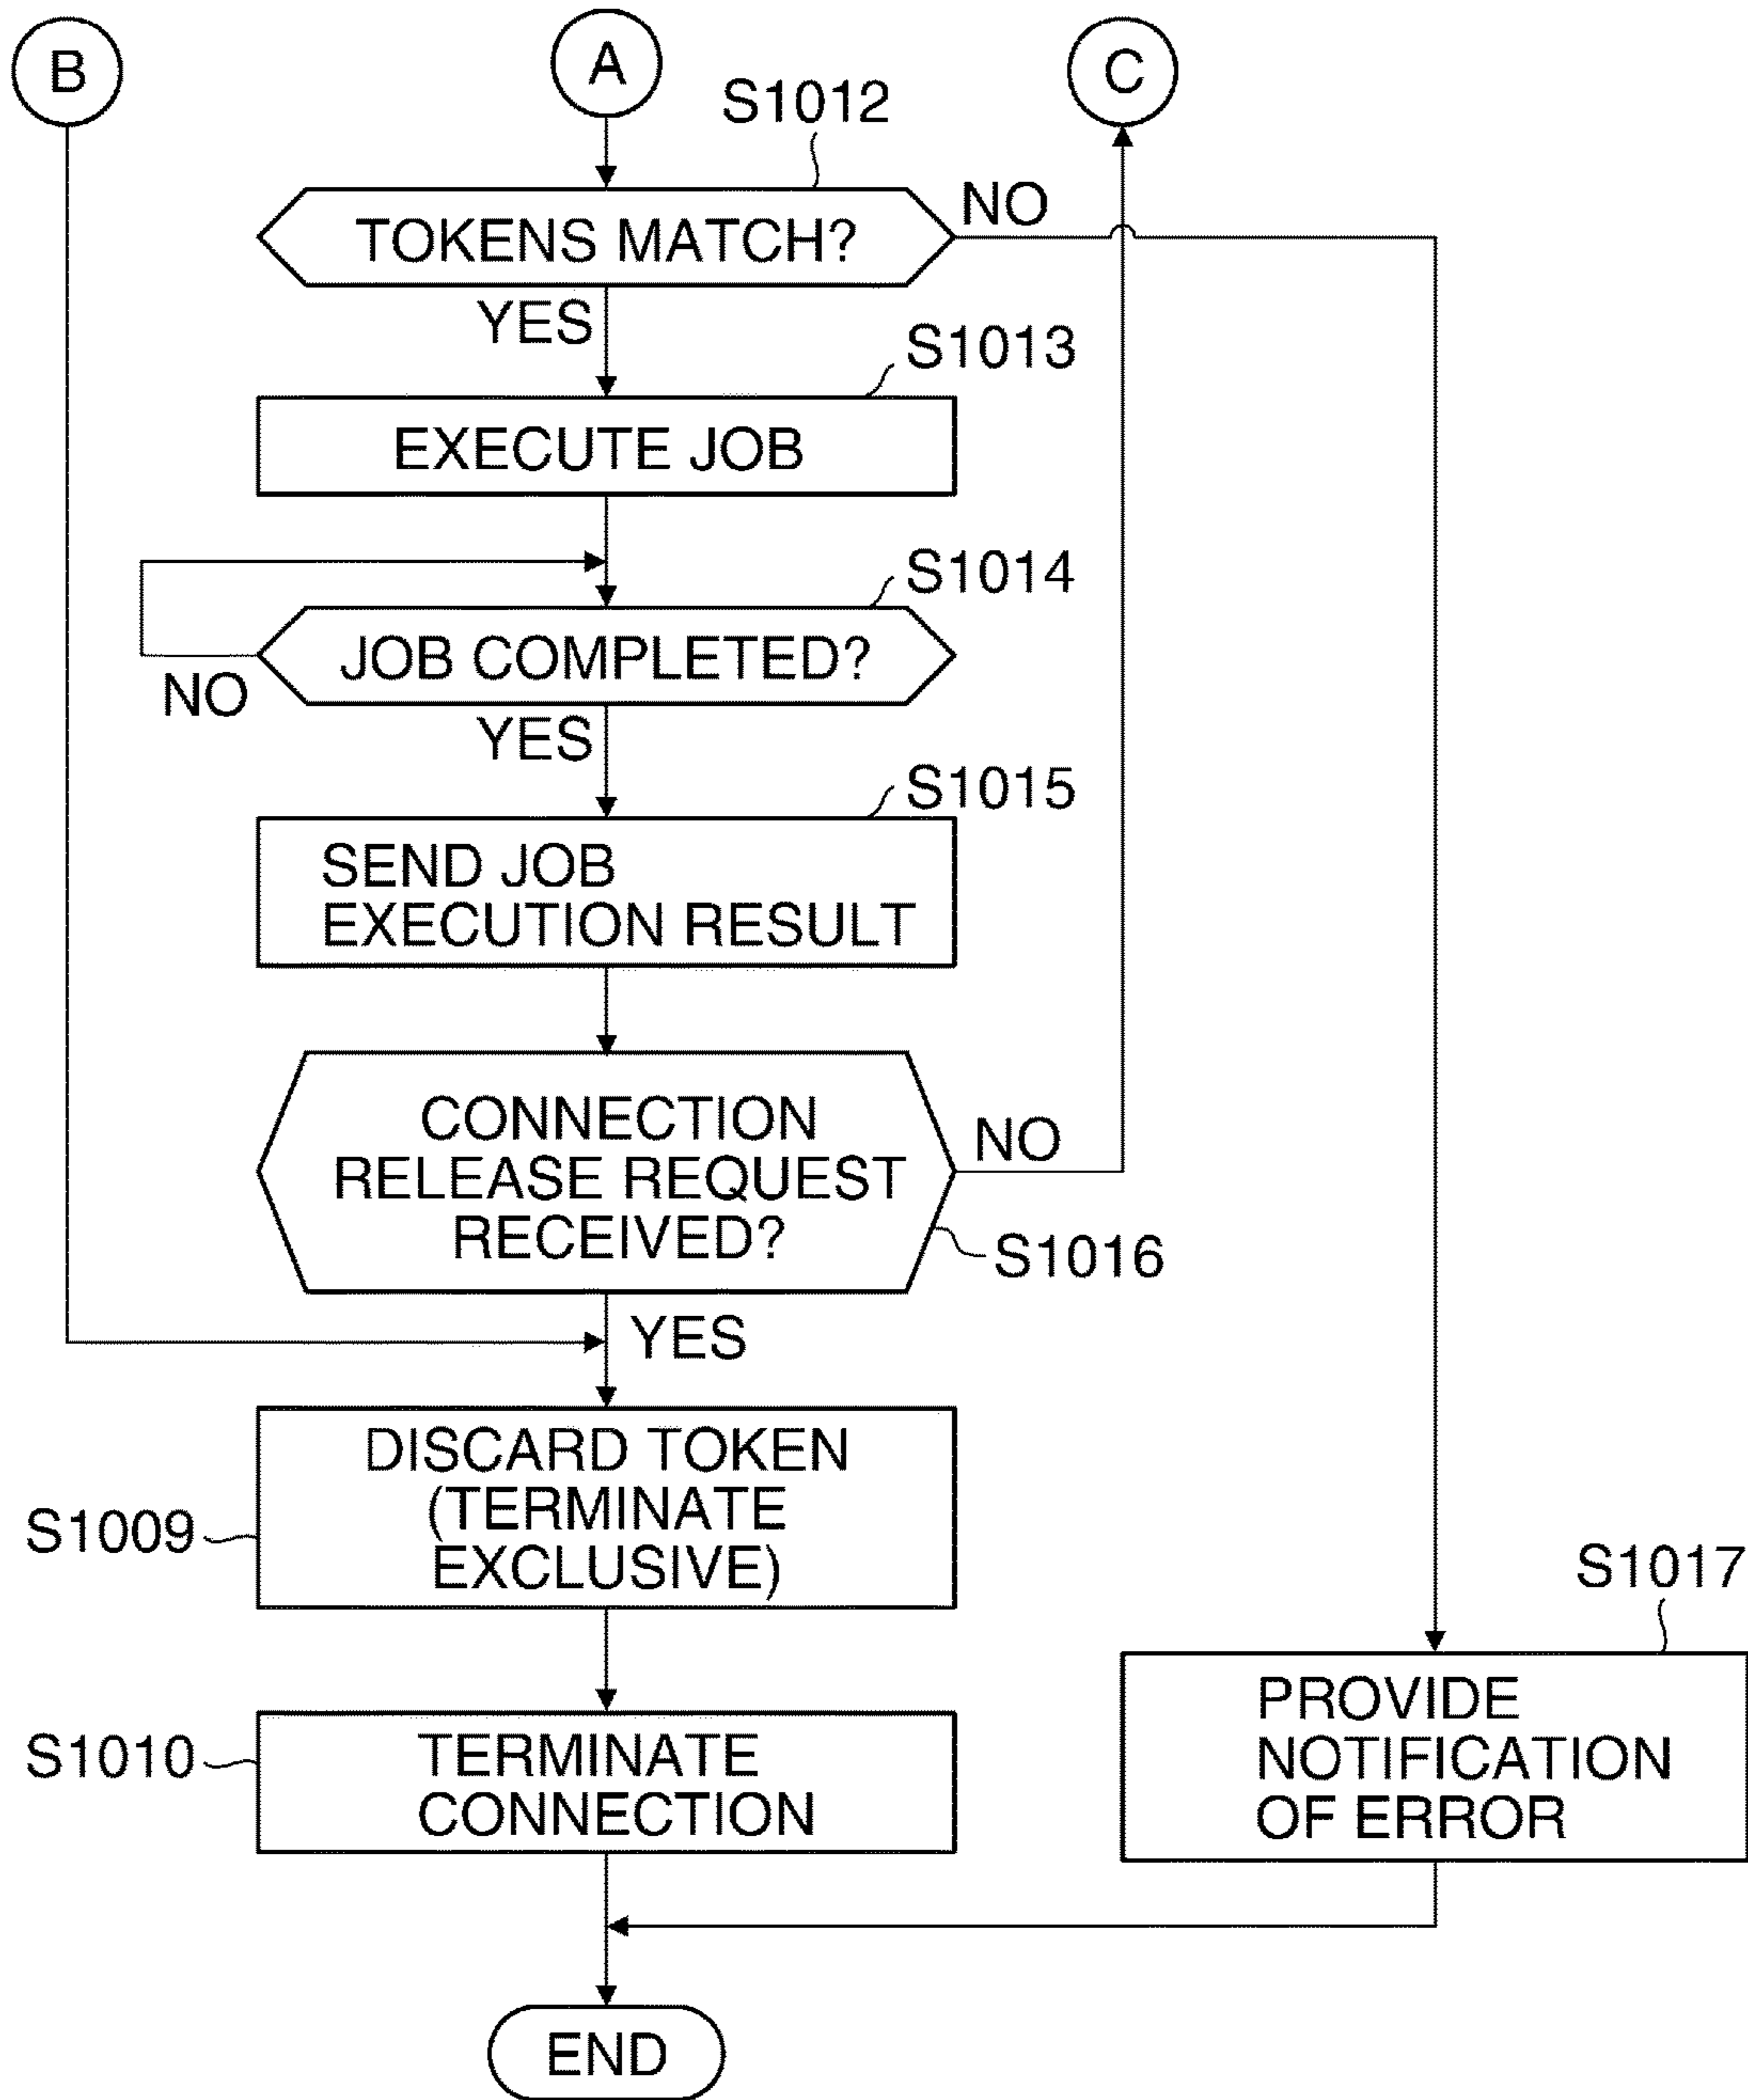 B
A
C
S1012
TOKENS MATCH?
NO
YES
S1013
EXECUTE JOB
S1014
JOB COMPLETED?
NO
YES
S1015
SEND JOB
EXECUTION RESULT
CONNECTION
RELEASE REQUEST
RECEIVED?
NO
S1016
YES
DISCARD TOKEN
(TERMINATE
EXCLUSIVE)
S1009
S1017
PROVIDE
NOTIFICATION
OF ERROR
S1010
TERMINATE
CONNECTION
END